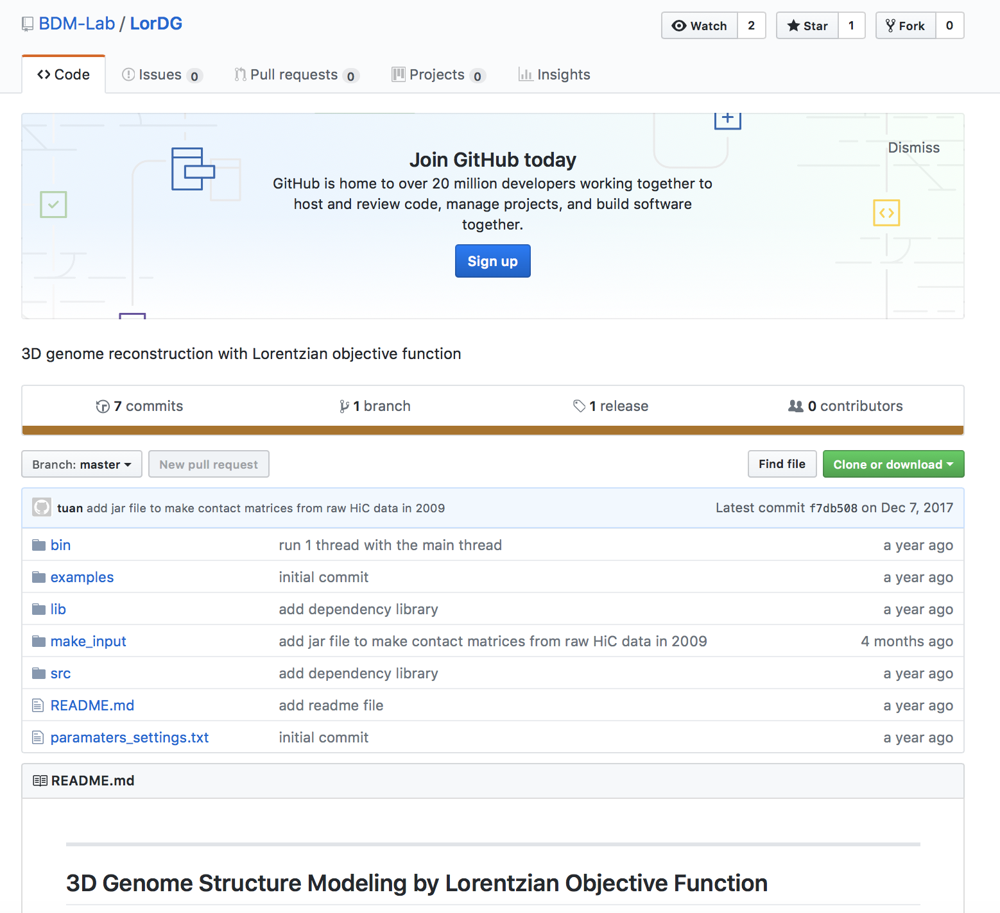 BDM-Lab / LorDG
Watch 2 Star 1 Fork 0
Code Issues 0 Pull requests 0 Projects 0 Insights
Dismiss
Join GitHub today
GitHub is home to over 20 million developers working together to
host and review code, manage projects, and build software
together.
Sign up
3D genome reconstruction with Lorentzian objective function
7 commits 1 branch 1 release 0 contributors
Branch: master New pull request Find file Clone or download
tuan add jar file to make contact matrices from raw HiC data in 2009 Latest commit f7db508 on Dec 7, 2017
bin run 1 thread with the main thread a year ago
examples initial commit a year ago
lib add dependency library a year ago
make_input add jar file to make contact matrices from raw HiC data in 2009 4 months ago
src add dependency library a year ago
README.md add readme file a year ago
paramaters_settings.txt initial commit a year ago
README.md
3D Genome Structure Modeling by Lorentzian Objective Function